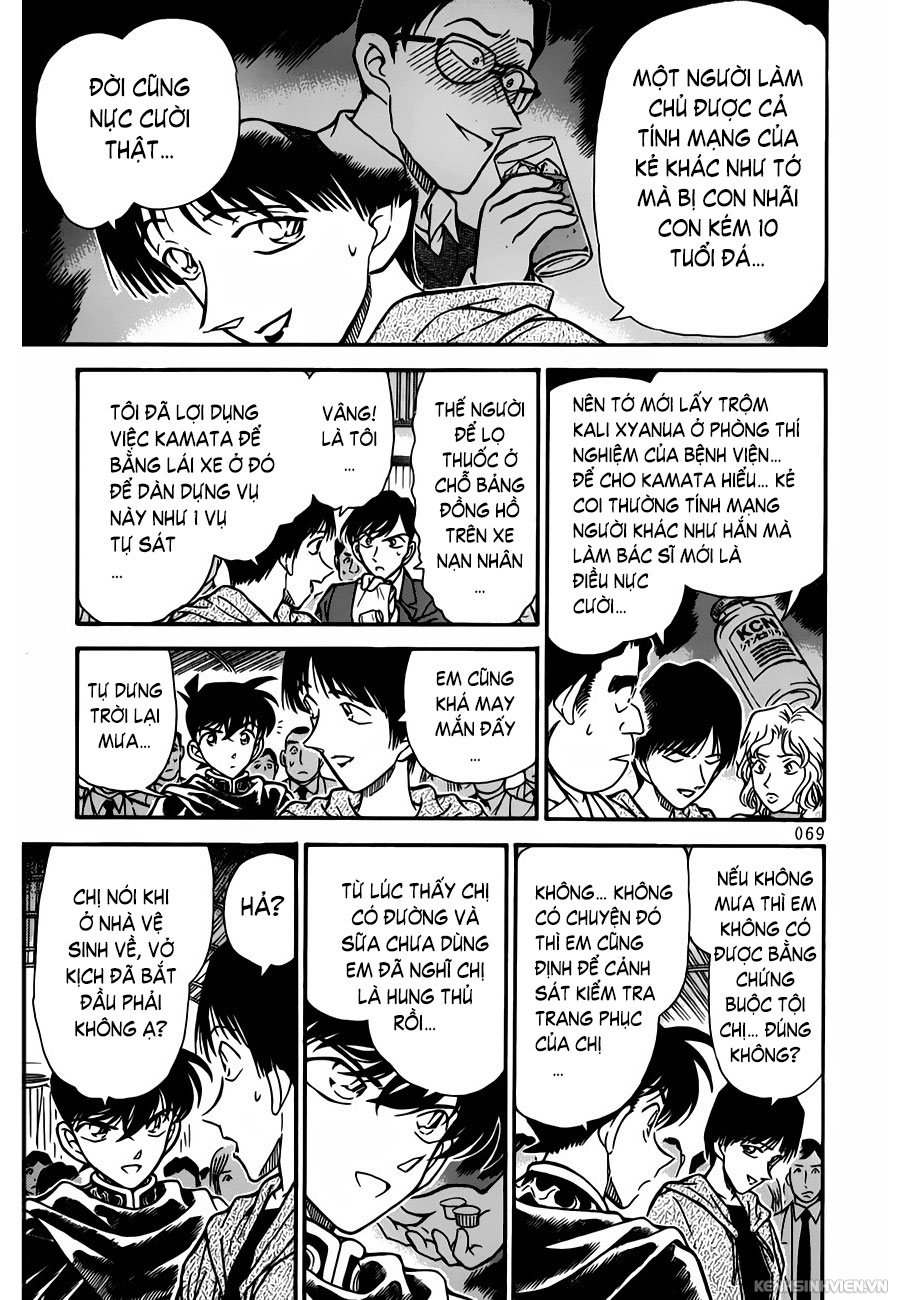 MỘT NGƯỜI LÀM
CHỦ ĐƯỢC CẢ
TÍNH MẠNG CỦA
KẺ KHÁC NHƯ TỚ
MÀ BỊ CON NHÃI
CON KÉM 10
TUỔI ĐÁ...
ĐỜI CŨNG
NỰC CƯỜI
THẬT...
NÊN TỚ MỚI LẤY TRỘM
KALI XYANUA Ở PHÒNG THÍ
NGHIỆM CỦA BỆNH VIỆN...
ĐỂ CHO KAMATA HIỂU... KẺ
COI THƯỜNG TÍNH MẠNG
NGƯỜI KHÁC NHƯ HẮN MÀ
LÀM BÁC SĨ MỚI LÀ
ĐIỀU NỰC
CƯỜI...
KCN
THẾ NGƯỜI
ĐỂ LỌ
THUỐC Ở
CHỖ BẢNG
ĐỒNG HỒ
TRÊN XE
NẠN NHÂN
...
VÂNG!
LÀ TÔI
...
TÔI ĐÃ LỢI DỤNG
VIỆC KAMATA ĐỂ
BẰNG LÁI XE Ở ĐÓ
ĐỂ DÀN DỰNG VỤ
NÀY NHƯ 1 VỤ
TỰ SÁT
...
EM CŨNG
KHÁ MAY
MẮN ĐẤY
...
TỰ DƯNG
TRỜI LẠI
MƯA...
069
NẾU KHÔNG
MƯA THÌ EM
KHÔNG CÓ
ĐƯỢC BẰNG
CHỨNG
BUỘC TỘI
CHỊ... ĐÚNG
KHÔNG?
KHÔNG... KHÔNG
CÓ CHUYỆN ĐÓ
THÌ EM CŨNG
ĐỊNH ĐỂ CẢNH
SÁT KIỂM TRA
TRANG PHỤC
CỦA CHỊ
...
TỪ LÚC THẤY CHỊ
CÓ ĐƯỜNG VÀ
SỮA CHƯA DÙNG
EM ĐÃ NGHĨ CHỊ
LÀ HUNG THỦ
RỒI...
HẢ?
CHỊ NÓI KHI
Ở NHÀ VỆ
SINH VỀ, VỞ
KỊCH ĐÃ BẮT
ĐẦU PHẢI
KHÔNG Ạ?
KENHSINHVIEN.VN